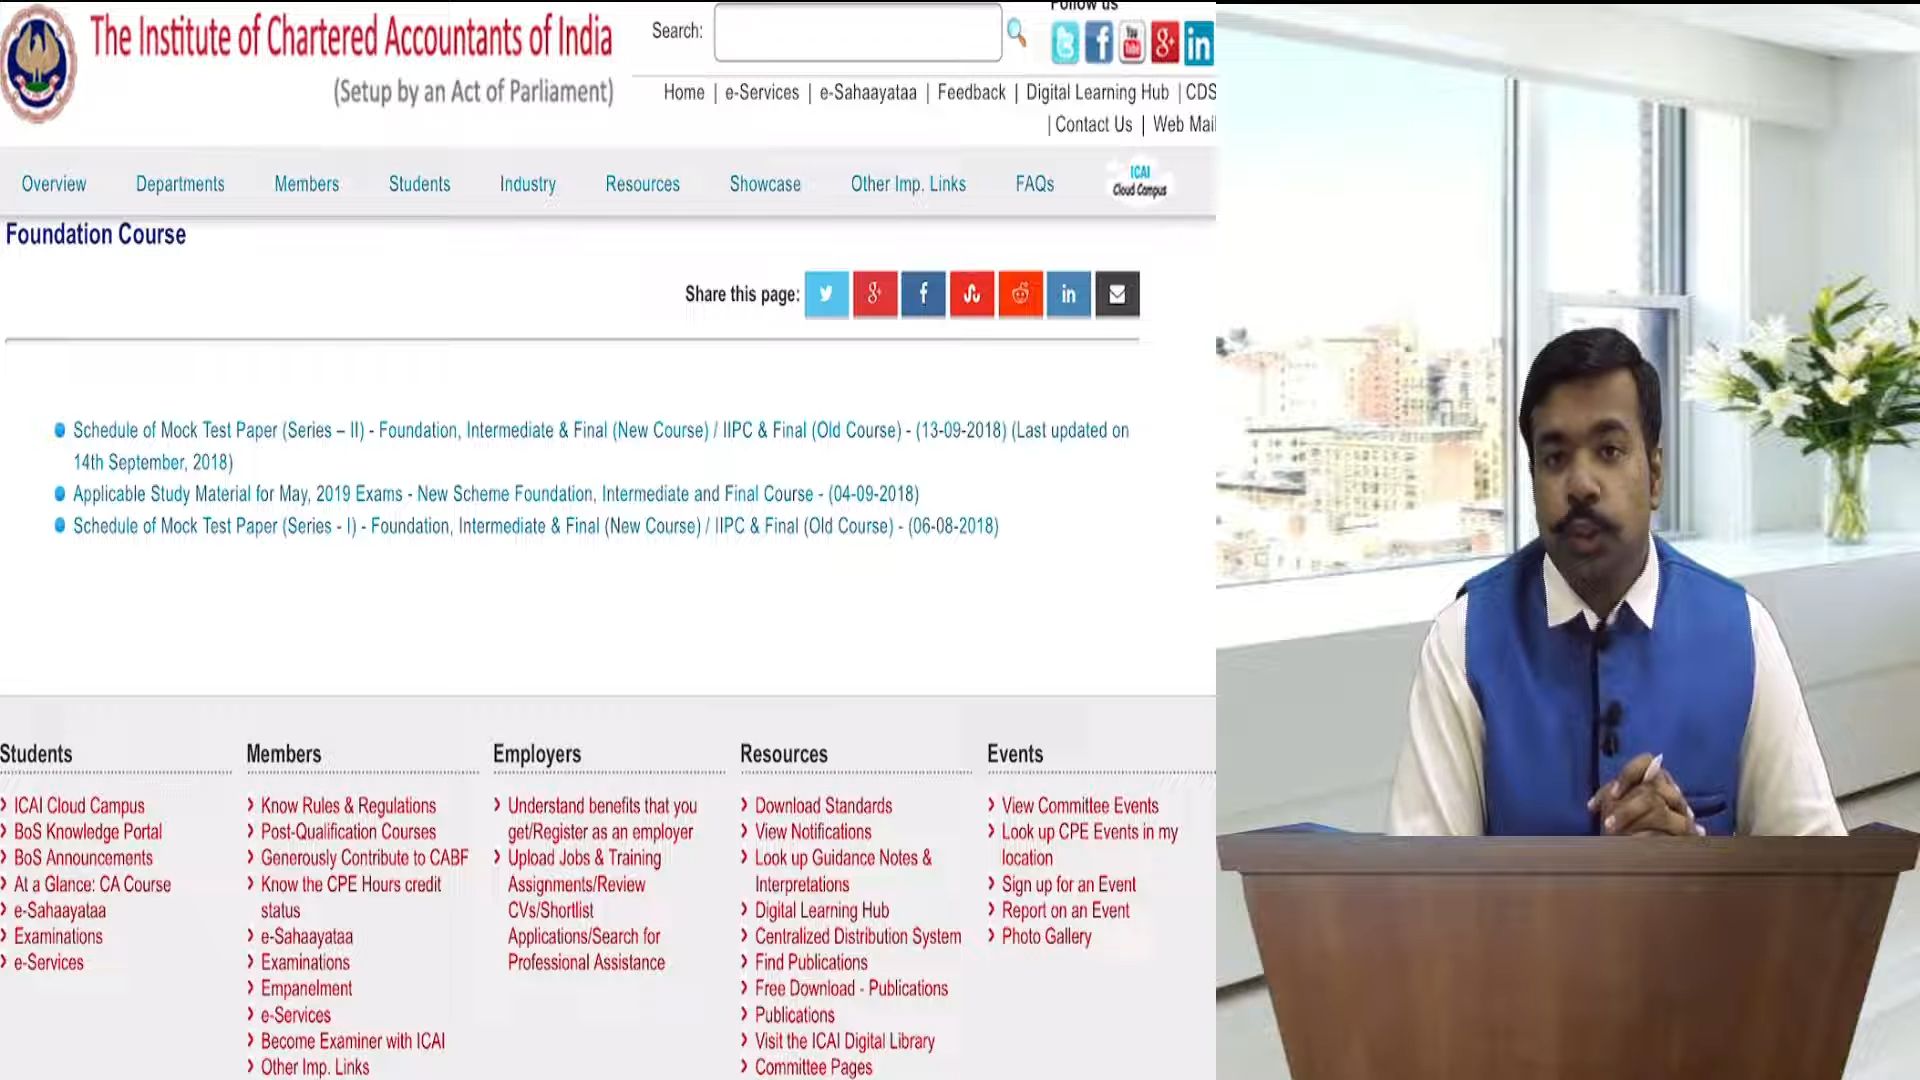 Follow us
The Institute of Chartered Accountants of India
(Setup by an Act of Parliament)
Search:
Home | e-Services | e-Sahaayataa | Feedback | Digital Learning Hub | CDS
| Contact Us | Web Mail
Overview Departments Members Students Industry Resources Showcase Other Imp. Links FAQs ICAI Cloud Campus
Foundation Course
Share this page:
Schedule of Mock Test Paper (Series – II) - Foundation, Intermediate & Final (New Course) / IIPC & Final (Old Course) - (13-09-2018) (Last updated on
14th September, 2018)
Applicable Study Material for May, 2019 Exams - New Scheme Foundation, Intermediate and Final Course - (04-09-2018)
Schedule of Mock Test Paper (Series - I) - Foundation, Intermediate & Final (New Course) / IIPC & Final (Old Course) - (06-08-2018)
Students
ICAI Cloud Campus
BoS Knowledge Portal
BoS Announcements
At a Glance: CA Course
e-Sahaayataa
Examinations
e-Services
Members
Know Rules & Regulations
Post-Qualification Courses
Generously Contribute to CABF
Know the CPE Hours credit
status
e-Sahaayataa
Examinations
Empanelment
e-Services
Become Examiner with ICAI
Other Imp. Links
Employers
Understand benefits that you
get/Register as an employer
Upload Jobs & Training
Assignments/Review
CVs/Shortlist
Applications/Search for
Professional Assistance
Resources
Download Standards
View Notifications
Look up Guidance Notes &
Interpretations
Digital Learning Hub
Centralized Distribution System
Find Publications
Free Download - Publications
Publications
Visit the ICAI Digital Library
Committee Pages
Events
View Committee Events
Look up CPE Events in my
location
Sign up for an Event
Report on an Event
Photo Gallery